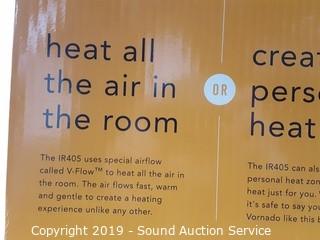 heat all
the air in
the room
The IR405 uses special airflow
called V-Flow™ to heat all the air in
the room. The air flows fast, warm
and gentle to create a heating
experience unlike any other.
OR
creat
perso
heat
The IR405 can als
personal heat zon
heat just for you.
it's safe to say you
Vornado like this b
Copyright 2019 - Sound Auction Service